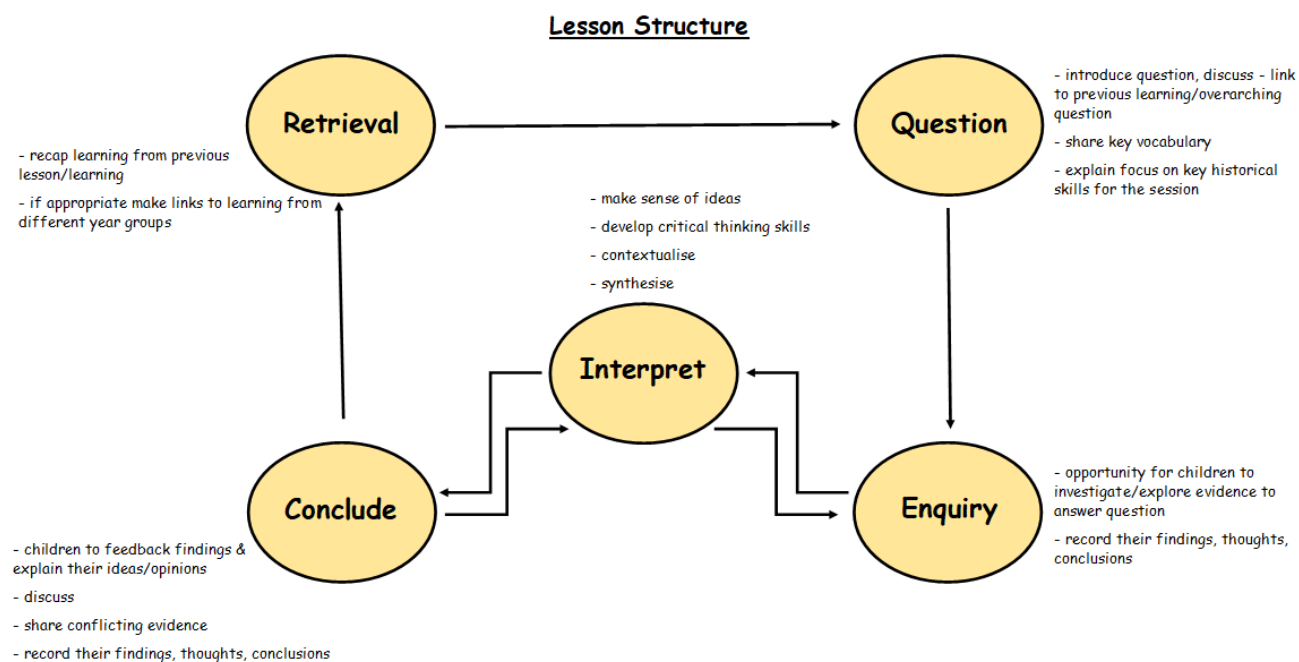 Lesson Structure
Retrieval
- recap learning from previous
lesson/learning
- if appropriate make links to learning from
different year groups
Question
- introduce question, discuss - link
to previous learning/overarching
question
- share key vocabulary
- explain focus on key historical
skills for the session
- make sense of ideas
- develop critical thinking skills
- contextualise
- synthesise
Interpret
Enquiry
- opportunity for children to
investigate/explore evidence to
answer question
- record their findings, thoughts,
conclusions
Conclude
- children to feedback findings &
explain their ideas/opinions
- discuss
- share conflicting evidence
- record their findings, thoughts, conclusions